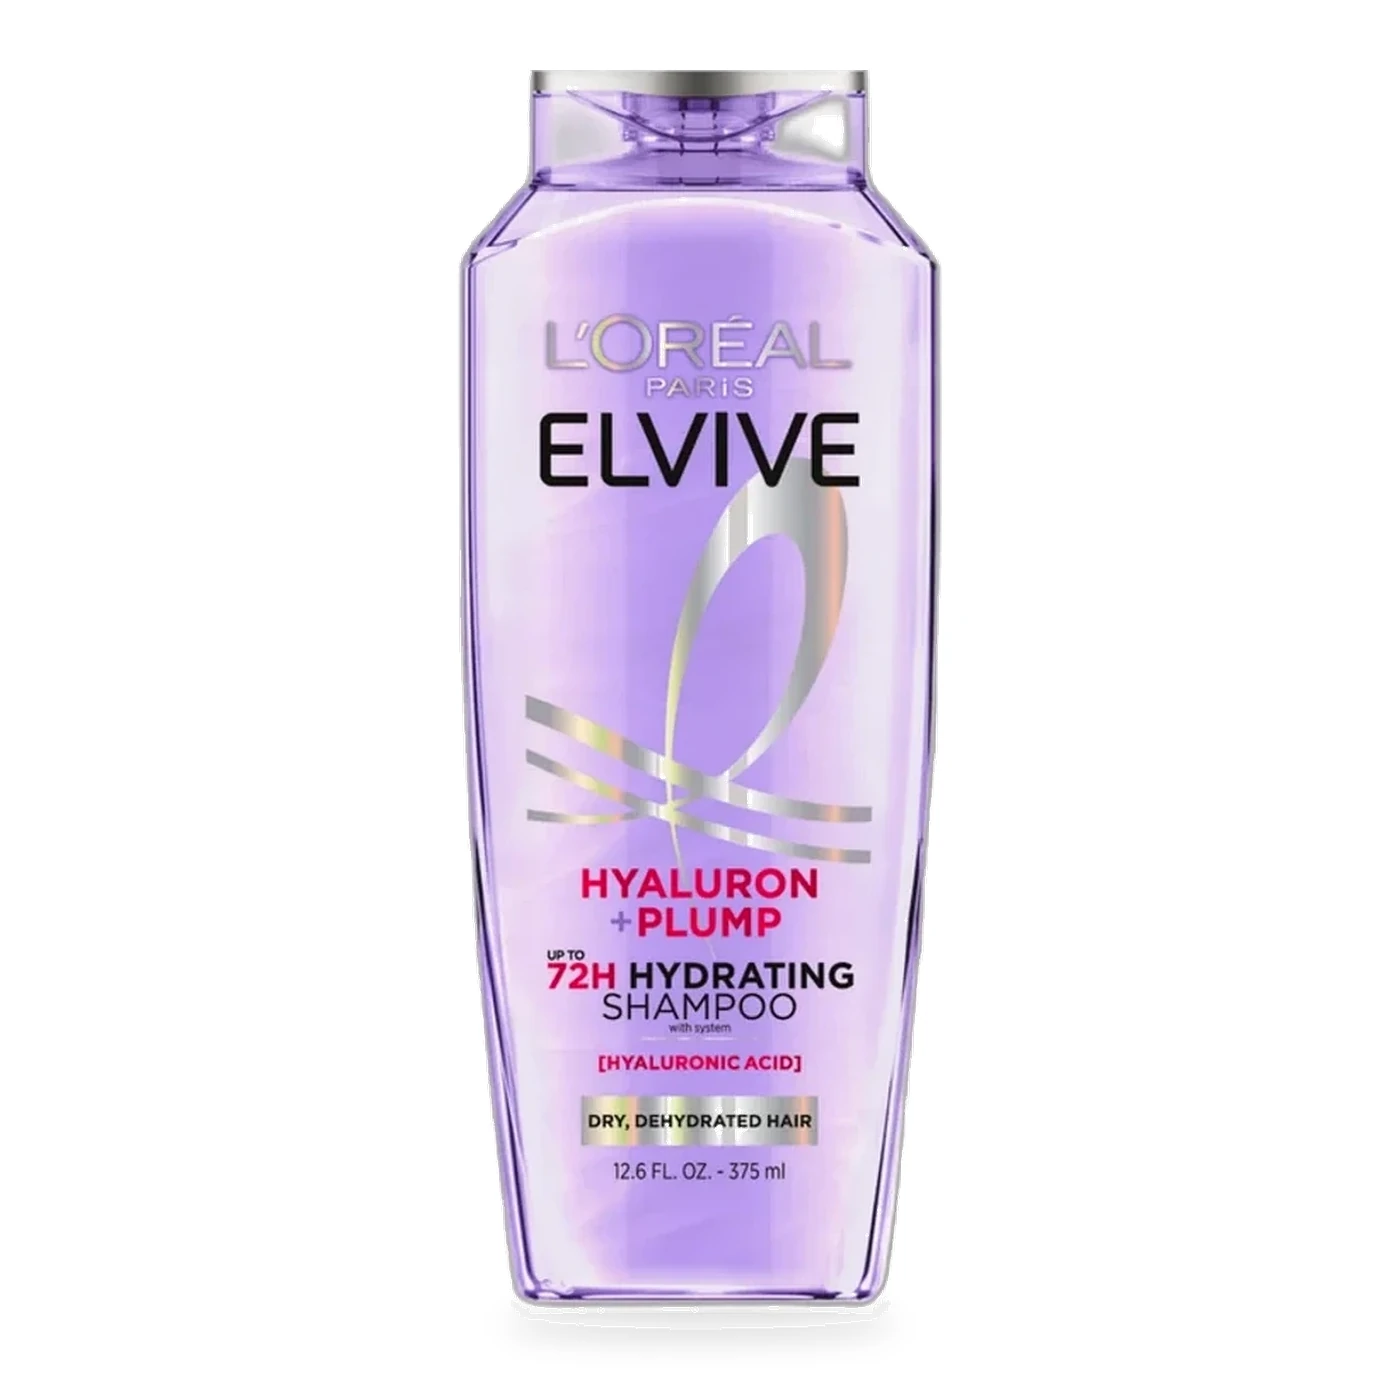 L'ORÉAL
PARiS
ELVIVE
HYALURON
+PLUMP
UP TO
72H HYDRATING
SHAMPOO
with system
[HYALURONIC ACID]
DRY, DEHYDRATED HAIR
12.6 FL. OZ. - 375 ml